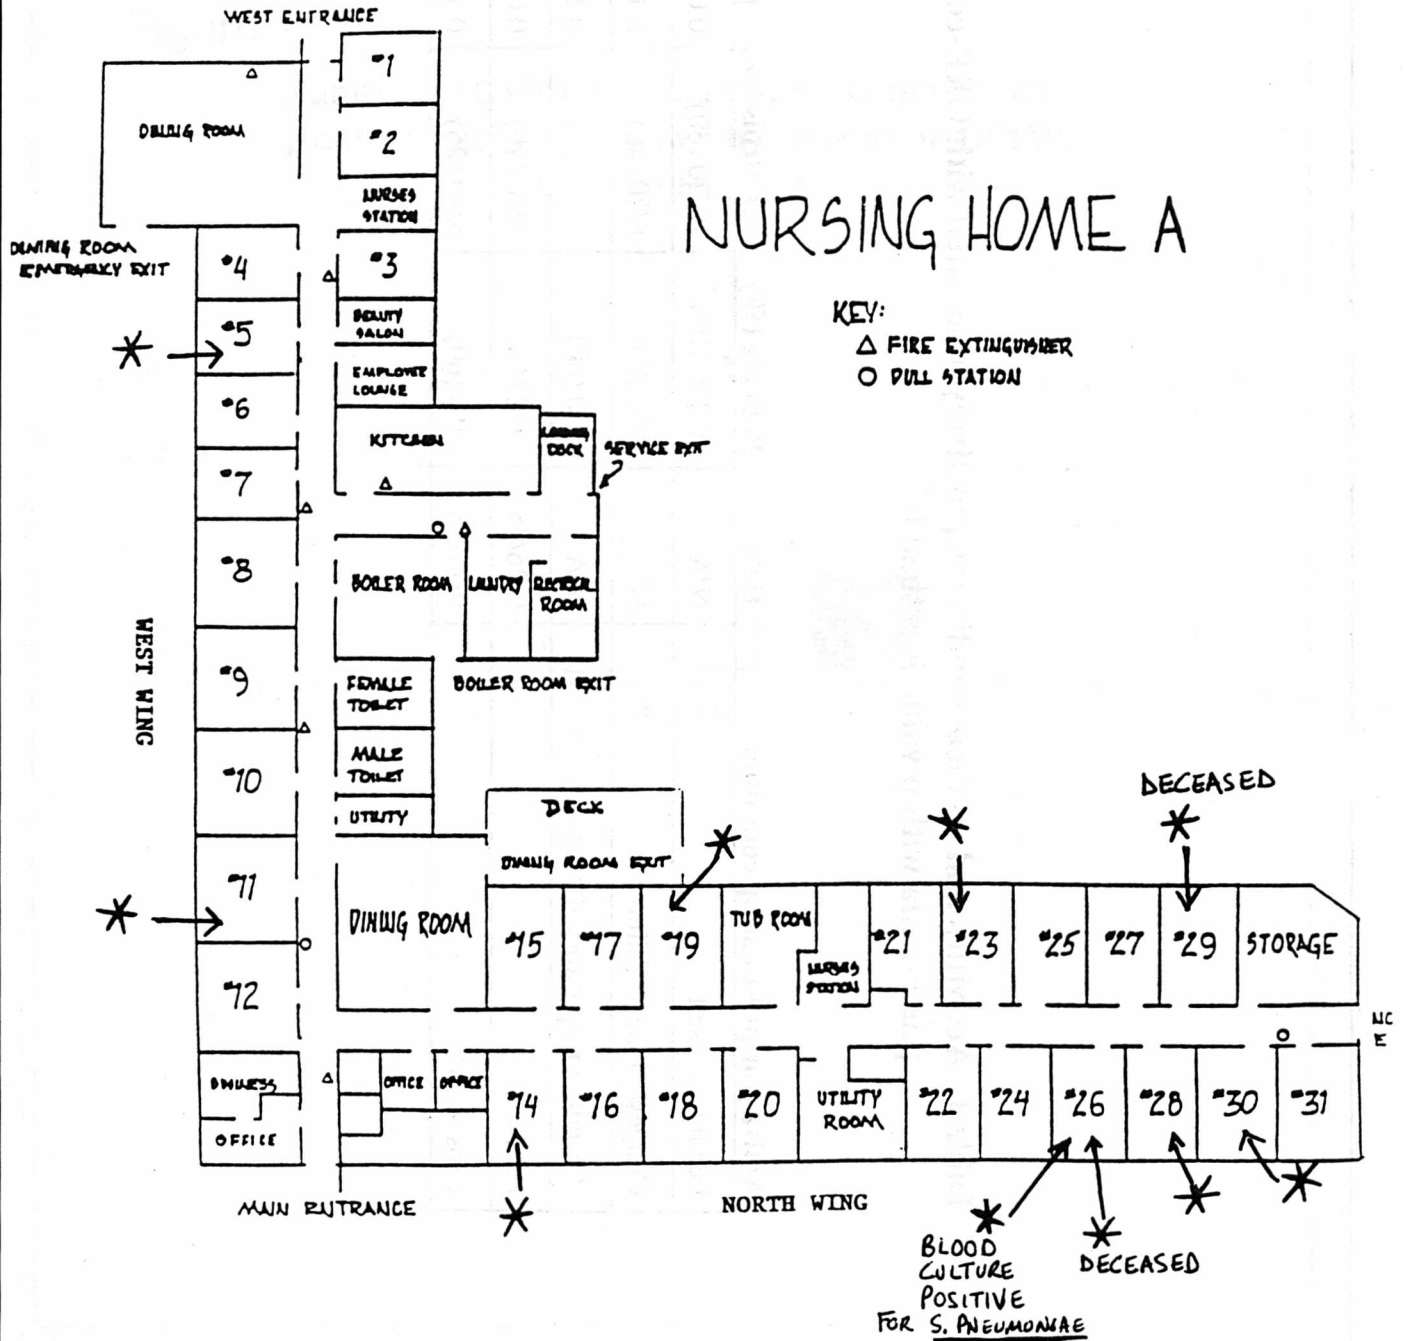 WEST ENTRANCE
#1
DINING ROOM
#2
NURSES
STATION
NURSING HOME A
DINING ROOM
EMERGENCY EXIT
#4
#3
KEY:
△ FIRE EXTINGUISHER
○ PULL STATION
#5
BEAUTY
SALON
#6
EMPLOYEE
LOUNGE
KITCHEN
LOADING
DOCK
SERVICE EXIT
#7
#8
BOILER ROOM
LAUNDRY
ELECTRICAL
ROOM
WEST WING
#9
FEMALE
TOILET
BOILER ROOM EXIT
#10
MALE
TOILET
UTILITY
DECK
DINING ROOM EXIT
DECEASED
#11
DINING ROOM
#15
#17
#19
TUB ROOM
NURSES
STATION
#21
#23
#25
#27
#29
STORAGE
#12
NC
E
BUSINESS
OFFICE
OFFICE
OFFICE
#14
#16
#18
#20
UTILITY
ROOM
#22
#24
#26
#28
#30
#31
MAIN ENTRANCE
NORTH WING
BLOOD
CULTURE
POSITIVE
FOR S. PNEUMONIAE
DECEASED